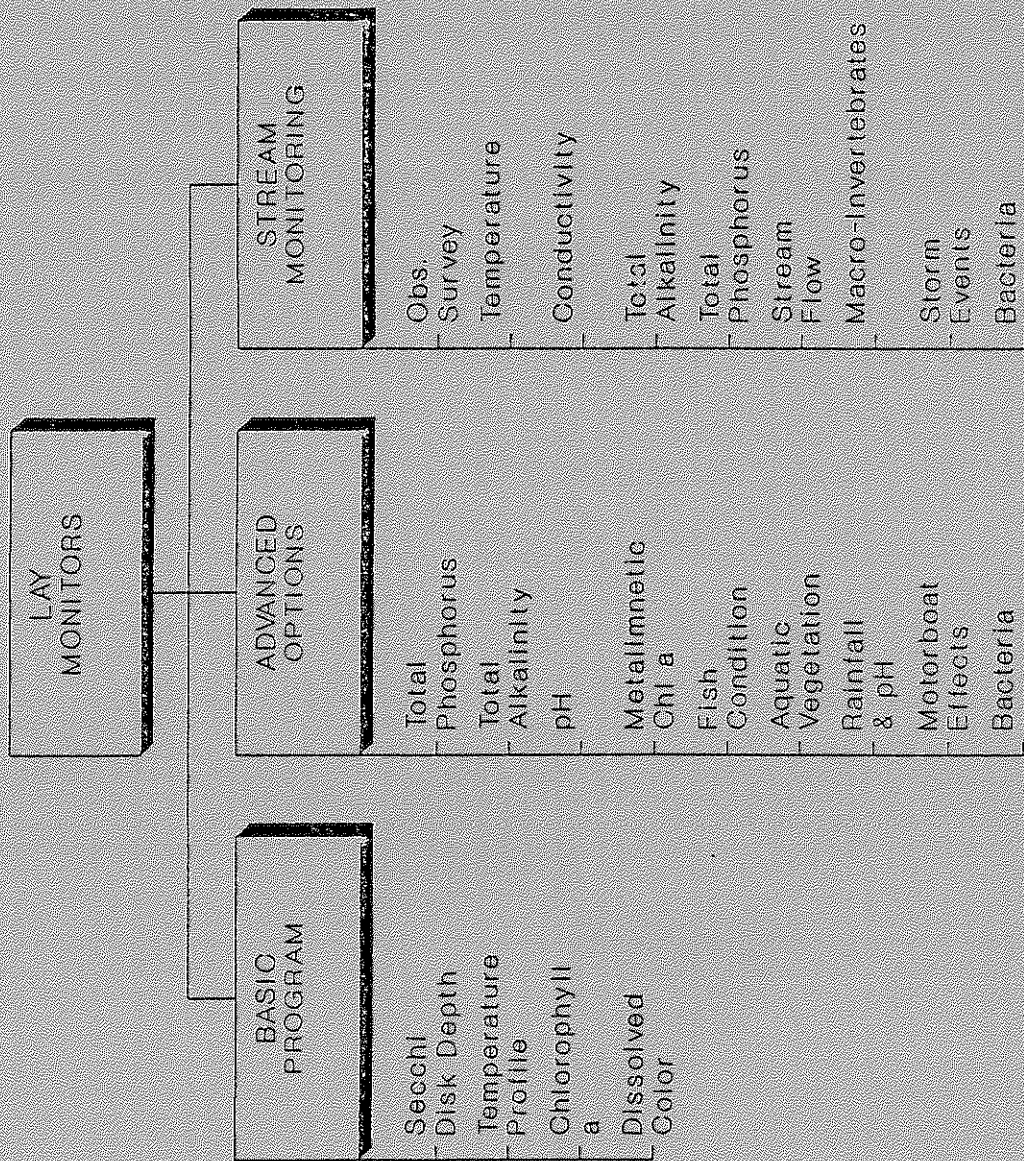 LAY
MONITORS
BASIC
PROGRAM
Secchi
Disk Depth
Temperature
Profile
Chlorophyll
a
Dissolved
Color
ADVANCED
OPTIONS
Total
Phosphorus
Total
Alkalinity
pH
Metalimnetic
Chl a
Fish
Condition
Aquatic
Vegetation
Rainfall
& pH
Motorboat
Effects
Bacteria
STREAM
MONITORING
Obs.
Survey
Temperature
Conductivity
Total
Alkalinity
Total
Phosphorus
Stream
Flow
Macro-Invertebrates
Storm
Events
Bacteria